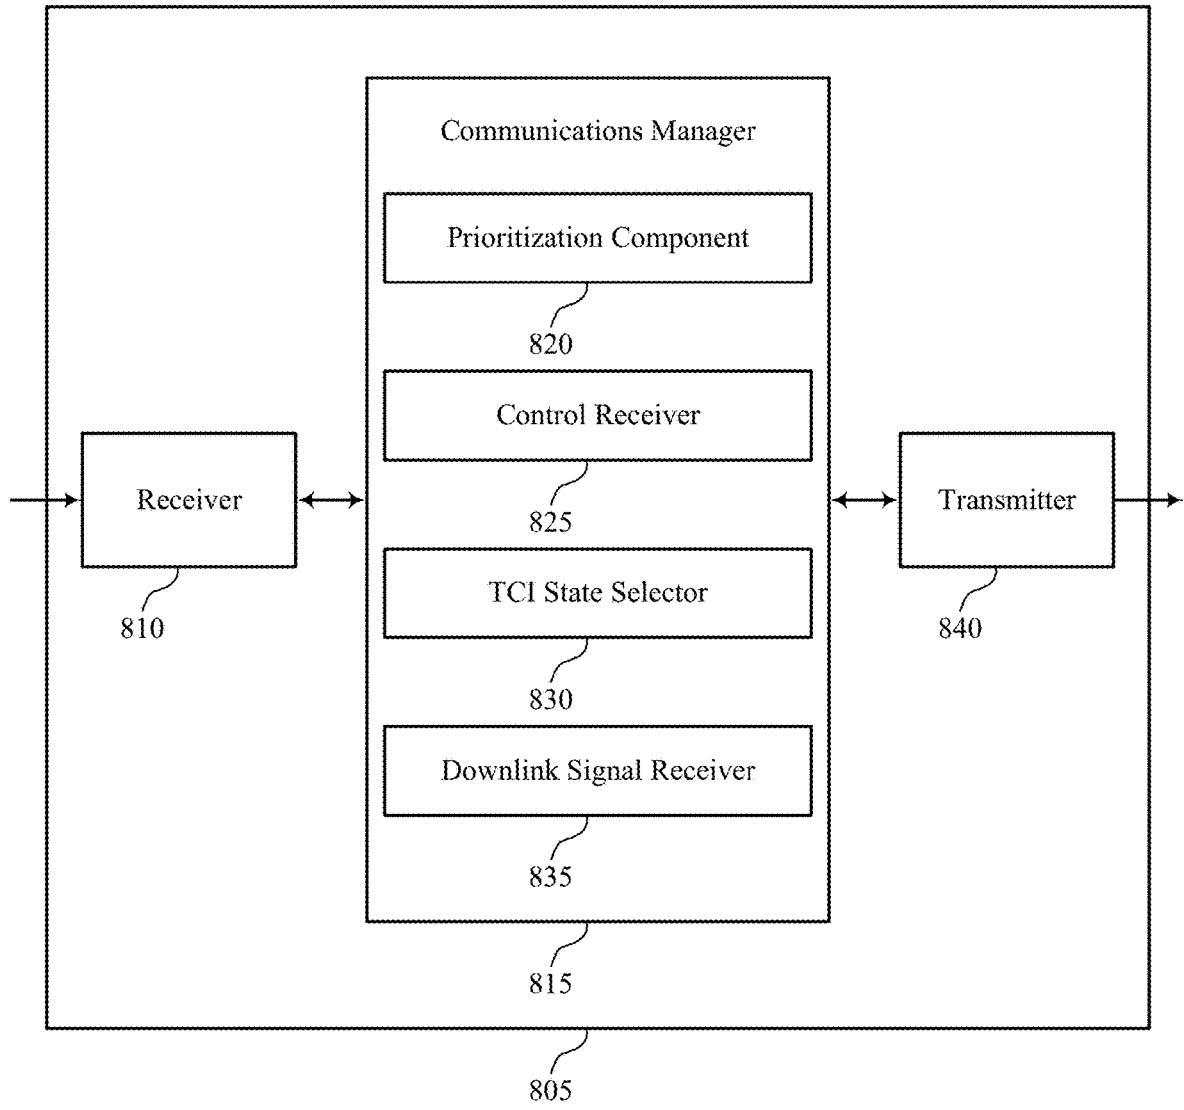 Communications Manager
Prioritization Component
820
Control Receiver
825
Receiver
810
Transmitter
840
TCI State Selector
830
Downlink Signal Receiver
835
815
805